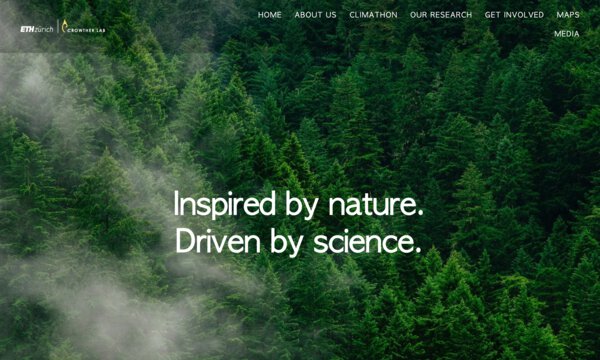 HOME ABOUT US CLIMATHON OUR RESEARCH GET INVOLVED MAPS
MEDIA
ETH zürich CROWTHER LAB
Inspired by nature.
Driven by science.